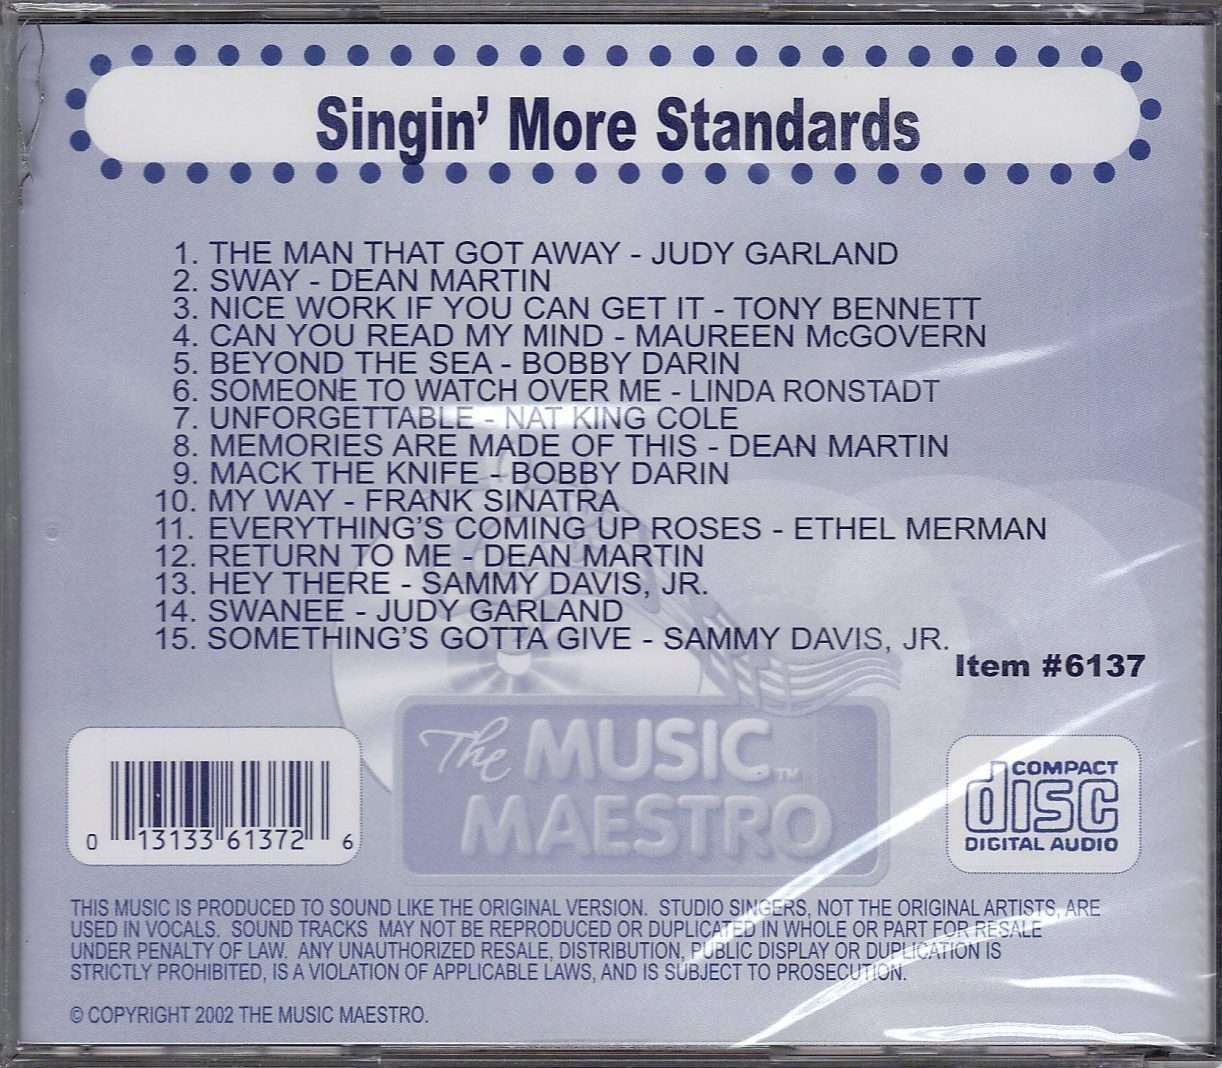 Singin' More Standards
1. THE MAN THAT GOT AWAY - JUDY GARLAND
2. SWAY - DEAN MARTIN
3. NICE WORK IF YOU CAN GET IT - TONY BENNETT
4. CAN YOU READ MY MIND - MAUREEN McGOVERN
5. BEYOND THE SEA - BOBBY DARIN
6. SOMEONE TO WATCH OVER ME - LINDA RONSTADT
7. UNFORGETTABLE - NAT KING COLE
8. MEMORIES ARE MADE OF THIS - DEAN MARTIN
9. MACK THE KNIFE - BOBBY DARIN
10. MY WAY - FRANK SINATRA
11. EVERYTHING'S COMING UP ROSES - ETHEL MERMAN
12. RETURN TO ME - DEAN MARTIN
13. HEY THERE - SAMMY DAVIS, JR.
14. SWANEE - JUDY GARLAND
15. SOMETHING'S GOTTA GIVE - SAMMY DAVIS, JR.
Item #6137
The MUSIC™
MAESTRO
0 13133 61372 6
COMPACT
disc
DIGITAL AUDIO
THIS MUSIC IS PRODUCED TO SOUND LIKE THE ORIGINAL VERSION. STUDIO SINGERS, NOT THE ORIGINAL ARTISTS, ARE
USED IN VOCALS. SOUND TRACKS MAY NOT BE REPRODUCED OR DUPLICATED IN WHOLE OR PART FOR RESALE
UNDER PENALTY OF LAW. ANY UNAUTHORIZED RESALE, DISTRIBUTION, PUBLIC DISPLAY OR DUPLICATION IS
STRICTLY PROHIBITED, IS A VIOLATION OF APPLICABLE LAWS, AND IS SUBJECT TO PROSECUTION.
© COPYRIGHT 2002 THE MUSIC MAESTRO.